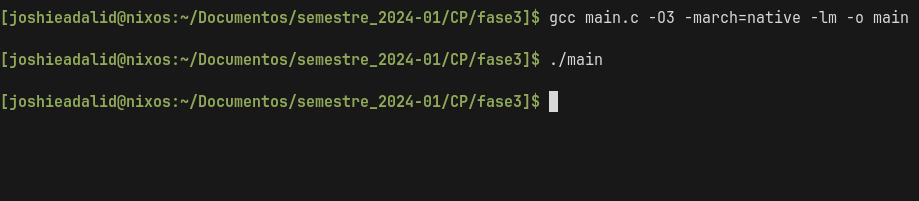 [joshieadalid@nixos:~/Documentos/semestre_2024-01/CP/fase3]$ gcc main.c -O3 -march=native -lm -o main
[joshieadalid@nixos:~/Documentos/semestre_2024-01/CP/fase3]$ ./main
[joshieadalid@nixos:~/Documentos/semestre_2024-01/CP/fase3]$